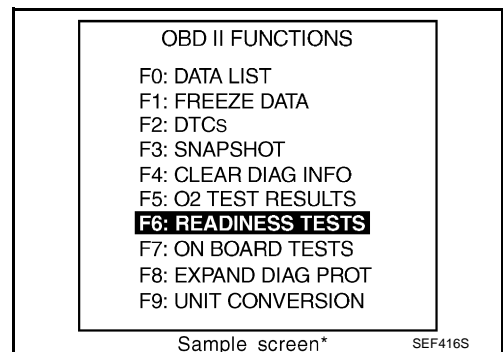 OBD II FUNCTIONS
F0: DATA LIST
F1: FREEZE DATA
F2: DTCs
F3: SNAPSHOT
F4: CLEAR DIAG INFO
F5: O2 TEST RESULTS
F6: READINESS TESTS
F7: ON BOARD TESTS
F8: EXPAND DIAG PROT
F9: UNIT CONVERSION
Sample screen* SEF416S